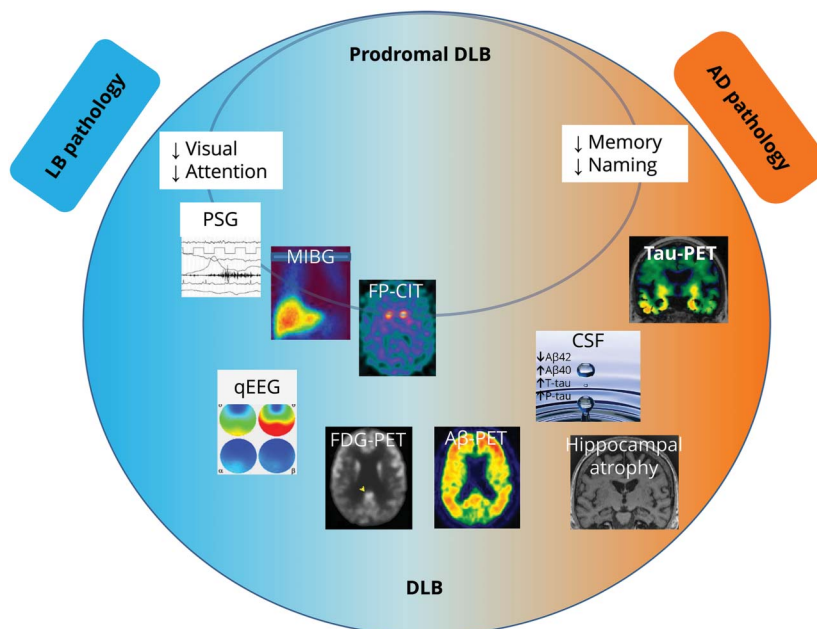 Prodromal DLB
LB pathology
AD pathology
↓ Visual
↓ Attention
↓ Memory
↓ Naming
PSG
MIBG
FP-CIT
Tau-PET
CSF
↓Aβ42
↑Aβ40
↑T-tau
↑P-tau
qEEG
α
β
FDG-PET
Aβ-PET
Hippocampal
atrophy
DLB